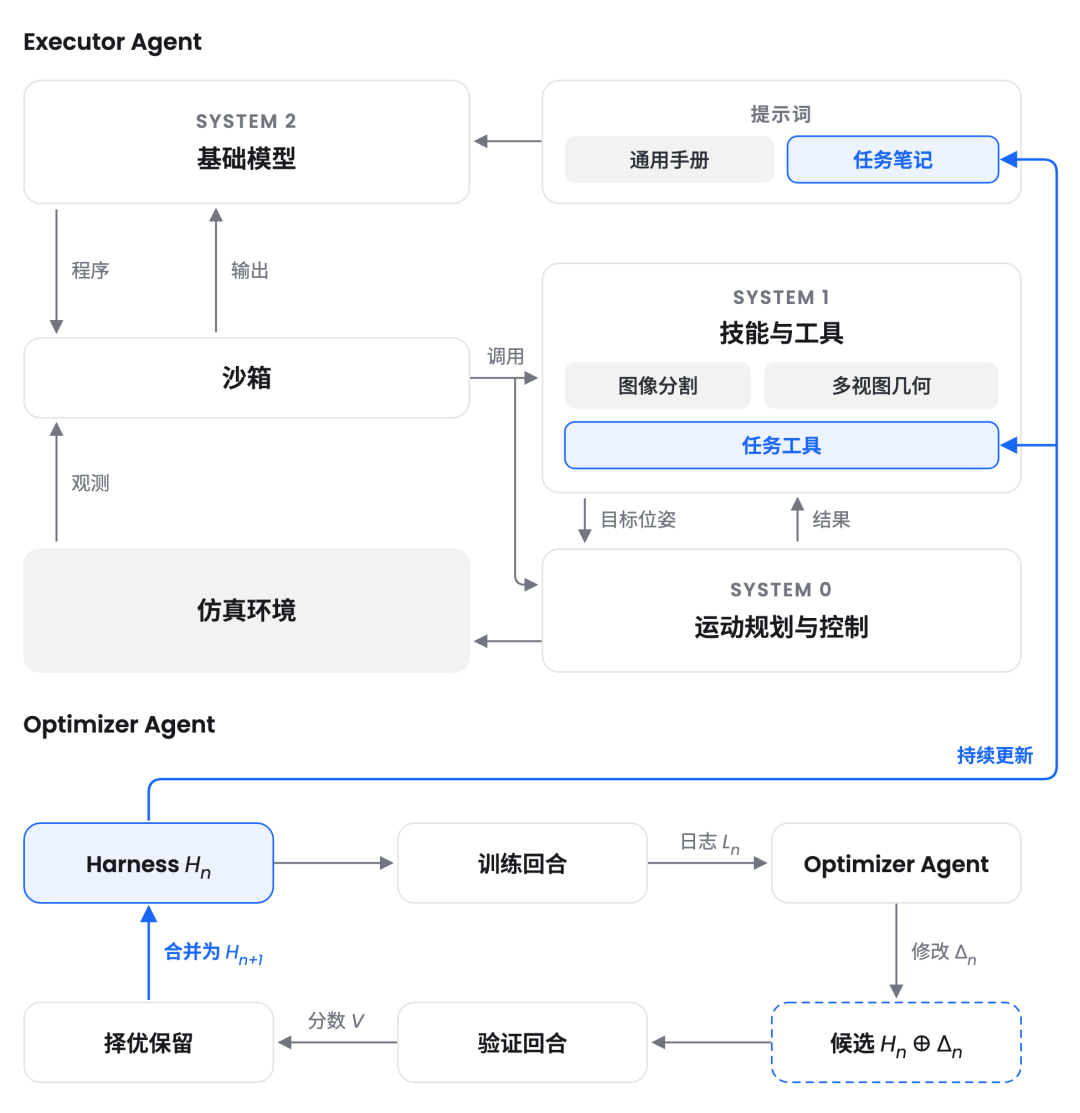 Executor Agent
SYSTEM 2
基础模型
提示词
通用手册
任务笔记
程序
输出
SYSTEM 1
技能与工具
图像分割
多视图几何
任务工具
沙箱
调用
观测
目标位姿
结果
仿真环境
SYSTEM 0
运动规划与控制
Optimizer Agent
持续更新
Harness Hₙ
训练回合
日志 Lₙ
Optimizer Agent
合并为 Hₙ₊₁
修改 Δₙ
择优保留
分数 V
验证回合
候选 Hₙ ⊕ Δₙ